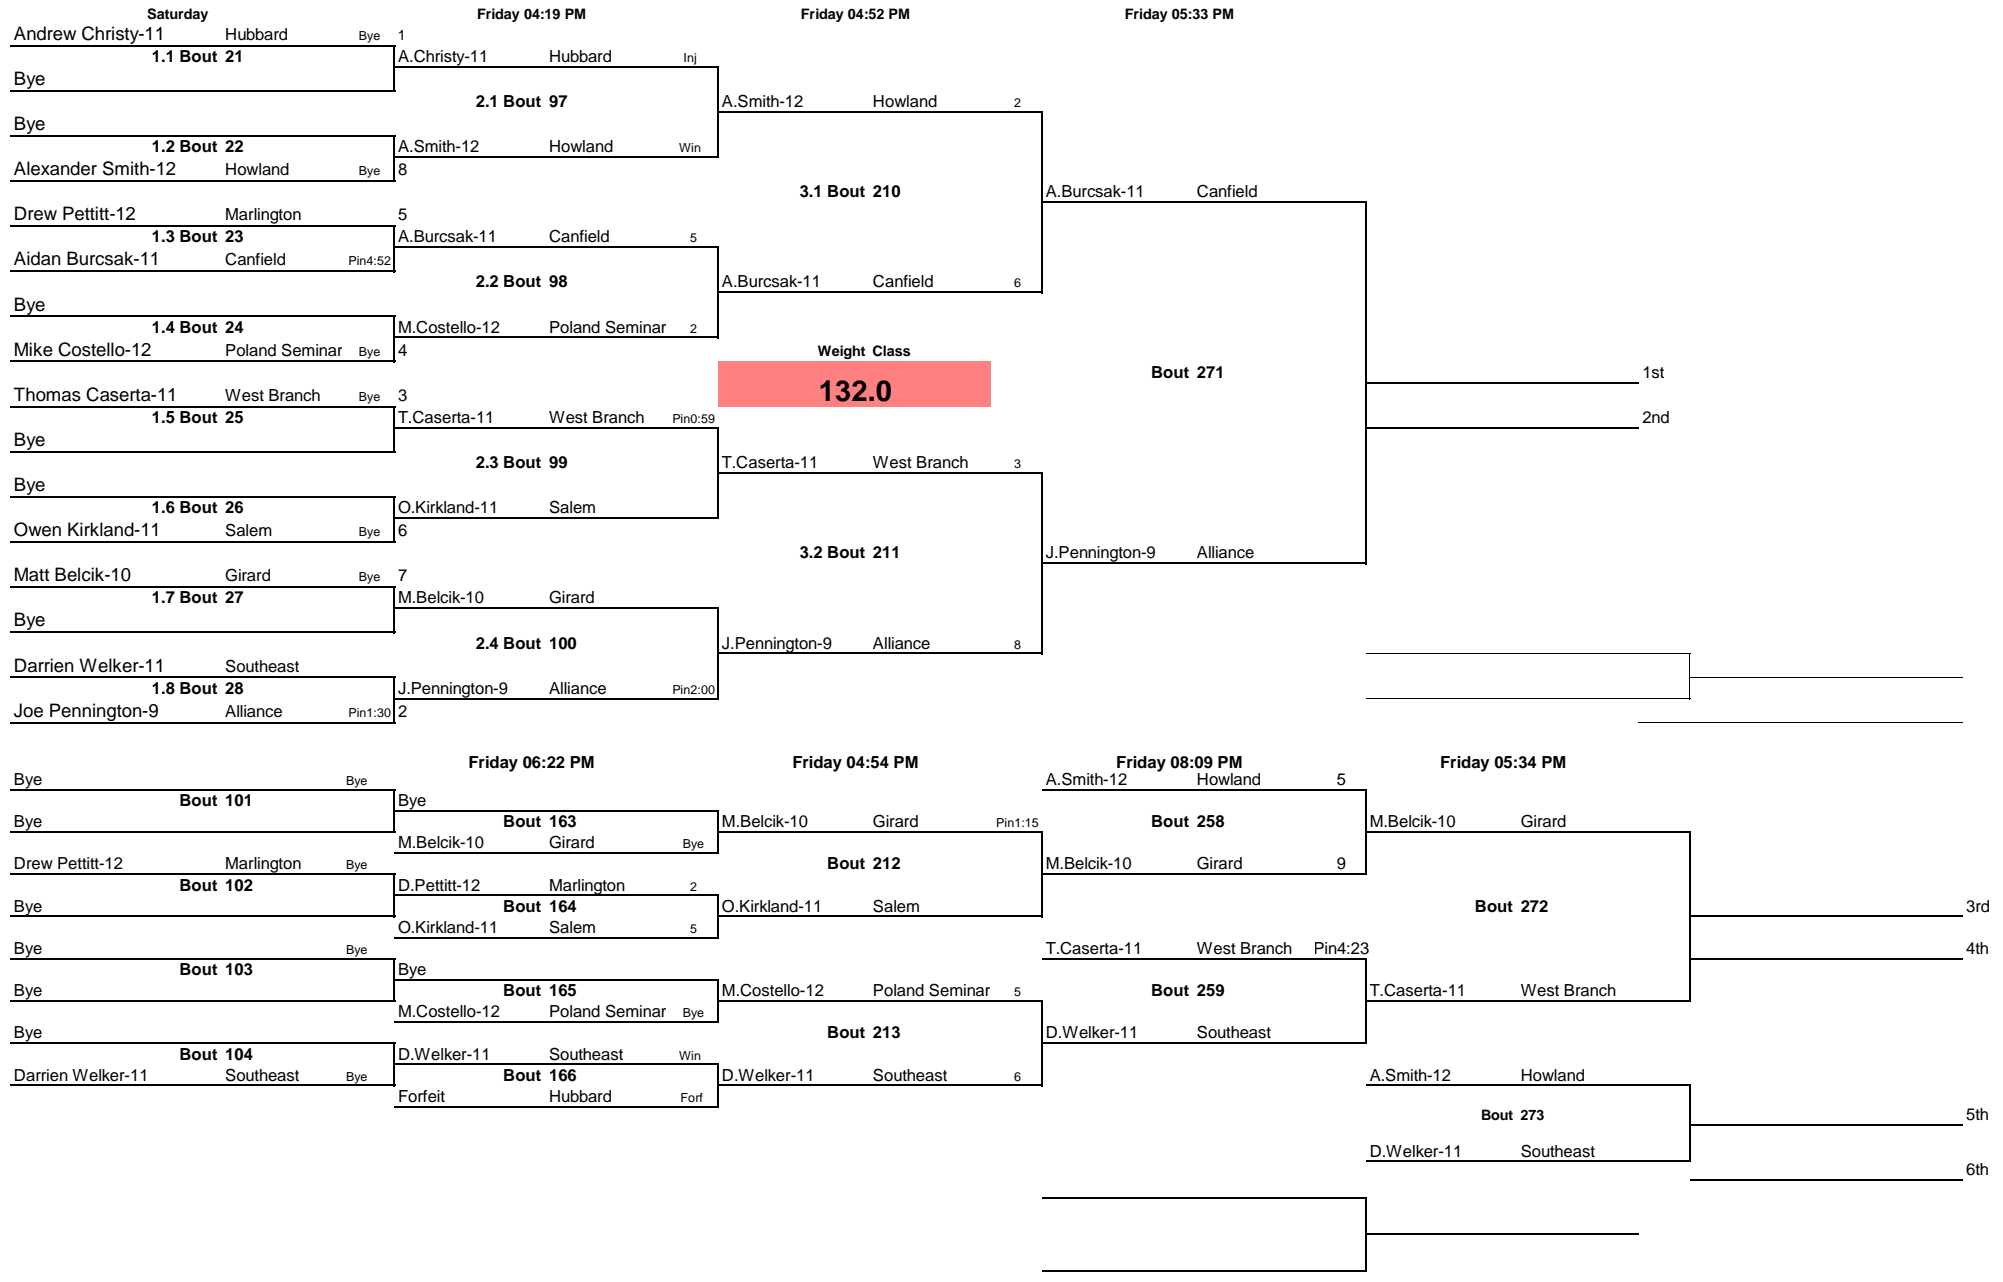 Saturday Friday 04:19 PM Friday 04:52 PM Friday 05:33 PM
Andrew Christy-11 Hubbard Bye 1
1.1 Bout 21 A.Christy-11 Hubbard Inj
Bye
2.1 Bout 97 A.Smith-12 Howland 2
Bye
1.2 Bout 22 A.Smith-12 Howland Win
Alexander Smith-12 Howland Bye 8
3.1 Bout 210 A.Burcsak-11 Canfield
Drew Pettitt-12 Marlington 5
1.3 Bout 23 A.Burcsak-11 Canfield 5
Aidan Burcsak-11 Canfield Pin4:52
2.2 Bout 98 A.Burcsak-11 Canfield 6
Bye
1.4 Bout 24 M.Costello-12 Poland Seminar 2
Mike Costello-12 Poland Seminar Bye 4 Weight Class
Bout 271 1st
132.0
Thomas Caserta-11 West Branch Bye 3
1.5 Bout 25 T.Caserta-11 West Branch Pin0:59 2nd
Bye
2.3 Bout 99 T.Caserta-11 West Branch 3
Bye
1.6 Bout 26 O.Kirkland-11 Salem
Owen Kirkland-11 Salem Bye 6
3.2 Bout 211 J.Pennington-9 Alliance
Matt Belcik-10 Girard Bye 7
1.7 Bout 27 M.Belcik-10 Girard
Bye
2.4 Bout 100 J.Pennington-9 Alliance 8
Darrien Welker-11 Southeast
1.8 Bout 28 J.Pennington-9 Alliance Pin2:00
Joe Pennington-9 Alliance Pin1:30 2
Friday 06:22 PM Friday 04:54 PM Friday 08:09 PM Friday 05:34 PM
Bye Bye A.Smith-12 Howland 5
Bout 101 Bye
Bye Bout 163 M.Belcik-10 Girard Pin1:15 Bout 258 M.Belcik-10 Girard
M.Belcik-10 Girard Bye
Drew Pettitt-12 Marlington Bye Bout 212 M.Belcik-10 Girard 9
Bout 102 D.Pettitt-12 Marlington 2
Bye Bout 164 O.Kirkland-11 Salem Bout 272 3rd
O.Kirkland-11 Salem 5
Bye Bye T.Caserta-11 West Branch Pin4:23 4th
Bout 103 Bye
Bye Bout 165 M.Costello-12 Poland Seminar 5 Bout 259 T.Caserta-11 West Branch
M.Costello-12 Poland Seminar Bye
Bye Bout 213 D.Welker-11 Southeast
Bout 104 D.Welker-11 Southeast Win
Darrien Welker-11 Southeast Bye Bout 166 D.Welker-11 Southeast 6 A.Smith-12 Howland
Forfeit Hubbard Forf
Bout 273 5th
D.Welker-11 Southeast
6th